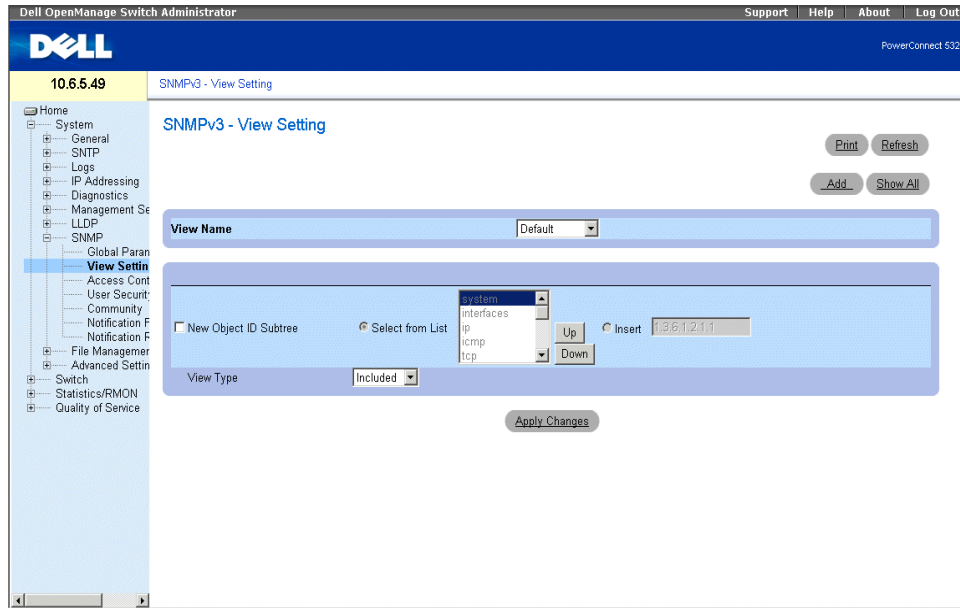 Dell OpenManage Switch Administrator
Support Help About Log Out
DELL
PowerConnect 532
10.6.5.49
SNMPv3 - View Setting
Home
System
General
SNTP
Logs
IP Addressing
Diagnostics
Management Se
LLDP
SNMP
Global Paran
View Settin
Access Cont
User Security
Community
Notification F
Notification R
File Managemer
Advanced Settin
Switch
Statistics/RMON
Quality of Service
SNMPv3 - View Setting
Print Refresh
Add Show All
View Name Default
New Object ID Subtree
Select from List
system
interfaces
ip
icmp
tcp
Up
Down
Insert 1.3.6.1.2.1.1
View Type Included
Apply Changes